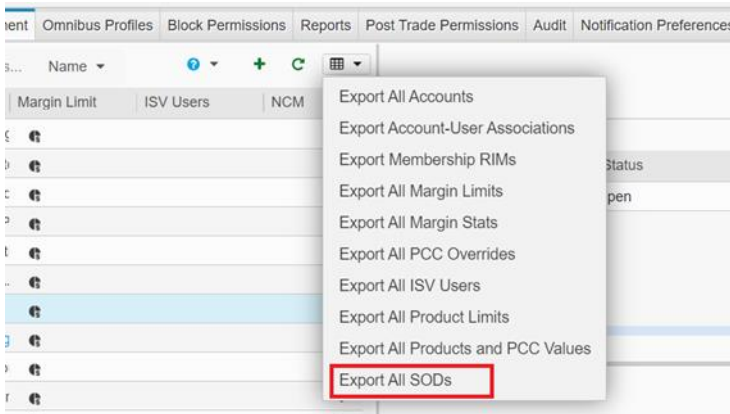 Omnibus Profiles Block Permissions Reports Post Trade Permissions Audit Notification Preferences
Name
Margin Limit ISV Users NCM
Export All Accounts
Export Account-User Associations
Export Membership RIMs
Status
Export All Margin Limits
Export All Margin Stats
Export All PCC Overrides
Export All ISV Users
Export All Product Limits
Export All Products and PCC Values
Export All SODs